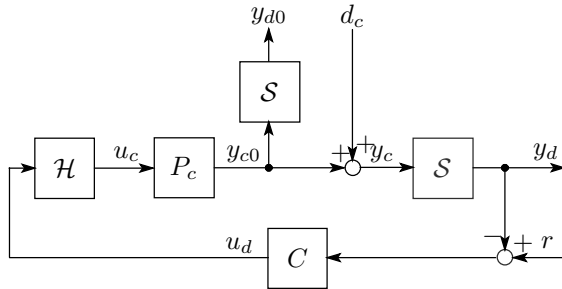 y_{d0} d_c
𝒮
ℋ u_c P_c y_{c0} + + y_c 𝒮 y_d
u_d C − + r